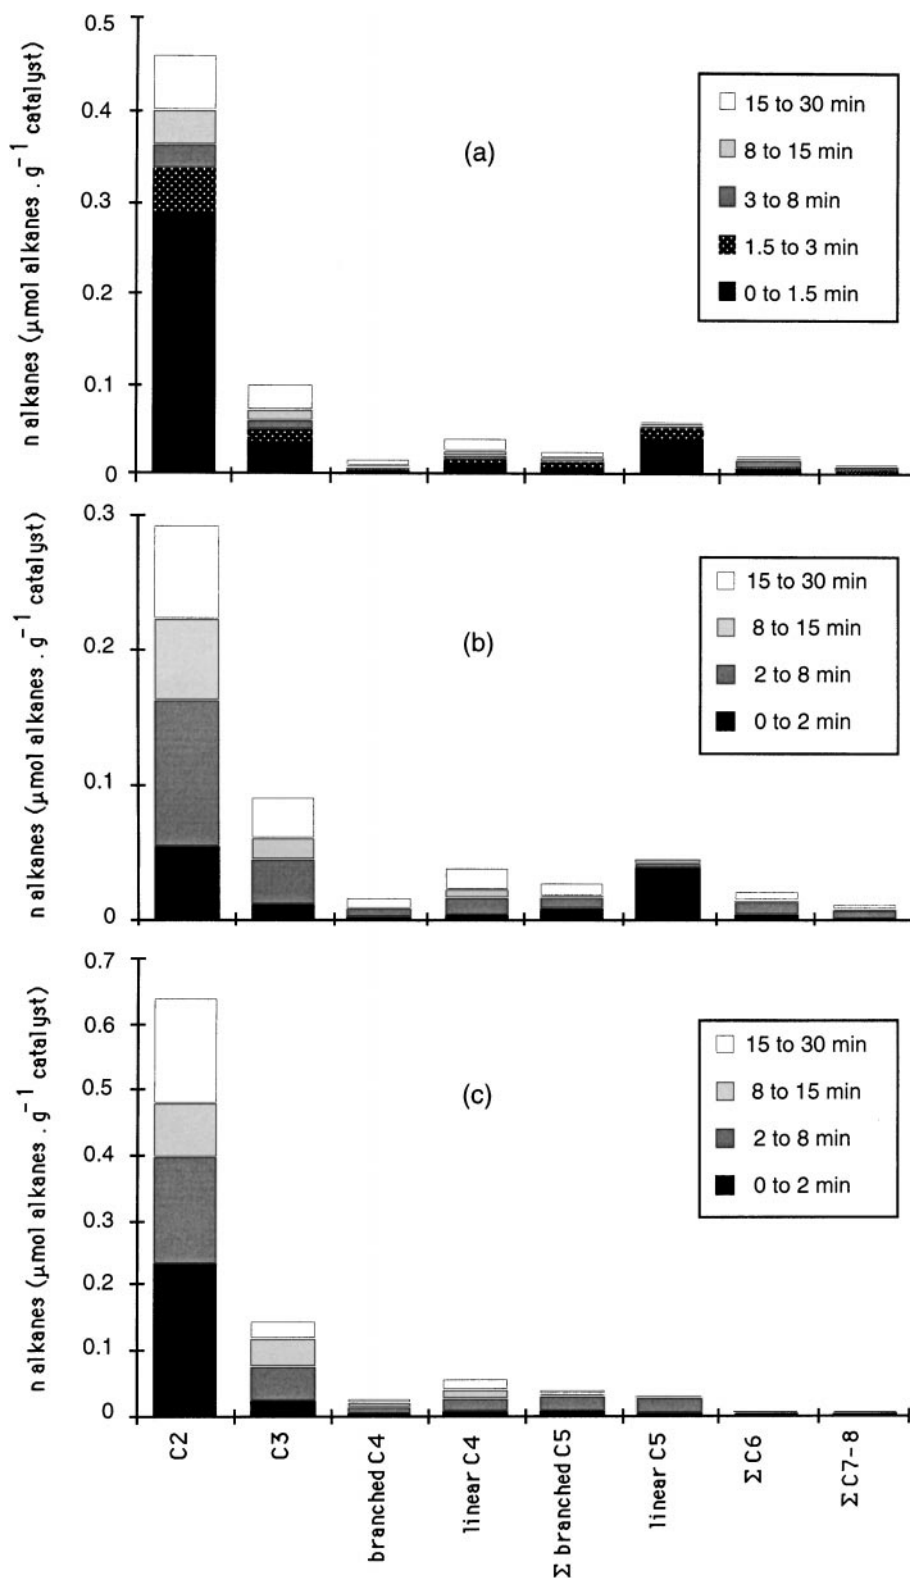 0.5
0.4
0.3
0.2
0.1
0
n alkanes (µmol alkanes . g⁻¹ catalyst)
(a)
15 to 30 min
8 to 15 min
3 to 8 min
1.5 to 3 min
0 to 1.5 min
0.3
0.2
0.1
0
n alkanes (µmol alkanes . g⁻¹ catalyst)
(b)
15 to 30 min
8 to 15 min
2 to 8 min
0 to 2 min
0.7
0.6
0.5
0.4
0.3
0.2
0.1
0
n alkanes (µmol alkanes . g⁻¹ catalyst)
(c)
15 to 30 min
8 to 15 min
2 to 8 min
0 to 2 min
C2
C3
branched C4
linear C4
Σ branched C5
linear C5
Σ C6
Σ C7-8